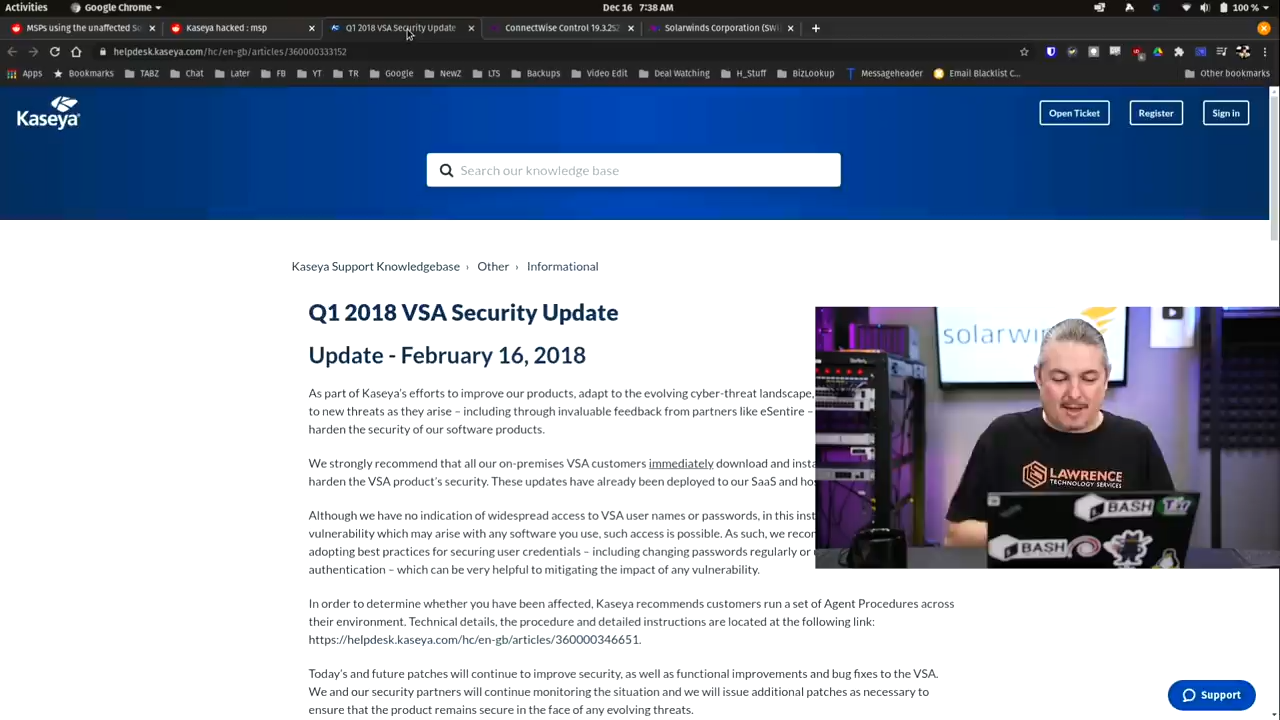 Activities
Google Chrome
Dec 16 7:38 AM
100 %
MSPs using the unaffected S
Kaseya hacked : msp
Q1 2018 VSA Security Update
ConnectWise Control 19.3.25
Solarwinds Corporation (SWI
helpdesk.kaseya.com/hc/en-gb/articles/360000333152
Apps
Bookmarks
TABZ
Chat
Later
FB
YT
TR
Google
NewZ
LTS
Backups
Video Edit
Deal Watching
H_Stuff
BizLookup
Messageheader
Email Blacklist C...
Other bookmarks
Kaseya
Open Ticket
Register
Sign in
Search our knowledge base
Kaseya Support Knowledgebase › Other › Informational
Q1 2018 VSA Security Update
Update - February 16, 2018
As part of Kaseya's efforts to improve our products, adapt to the evolving cyber-threat landscape,
to new threats as they arise – including through invaluable feedback from partners like eSentire –
harden the security of our software products.
We strongly recommend that all our on-premises VSA customers immediately download and insta
harden the VSA product's security. These updates have already been deployed to our SaaS and hos
Although we have no indication of widespread access to VSA user names or passwords, in this inst
vulnerability which may arise with any software you use, such access is possible. As such, we recor
adopting best practices for securing user credentials – including changing passwords regularly or
authentication – which can be very helpful to mitigating the impact of any vulnerability.
In order to determine whether you have been affected, Kaseya recommends customers run a set of Agent Procedures across
their environment. Technical details, the procedure and detailed instructions are located at the following link:
https://helpdesk.kaseya.com/hc/en-gb/articles/360000346651.
Today's and future patches will continue to improve security, as well as functional improvements and bug fixes to the VSA.
We and our security partners will continue monitoring the situation and we will issue additional patches as necessary to
ensure that the product remains secure in the face of any evolving threats.
solarwin
LAWRENCE
TECHNOLOGY SERVICES
BASH
BASH
Support